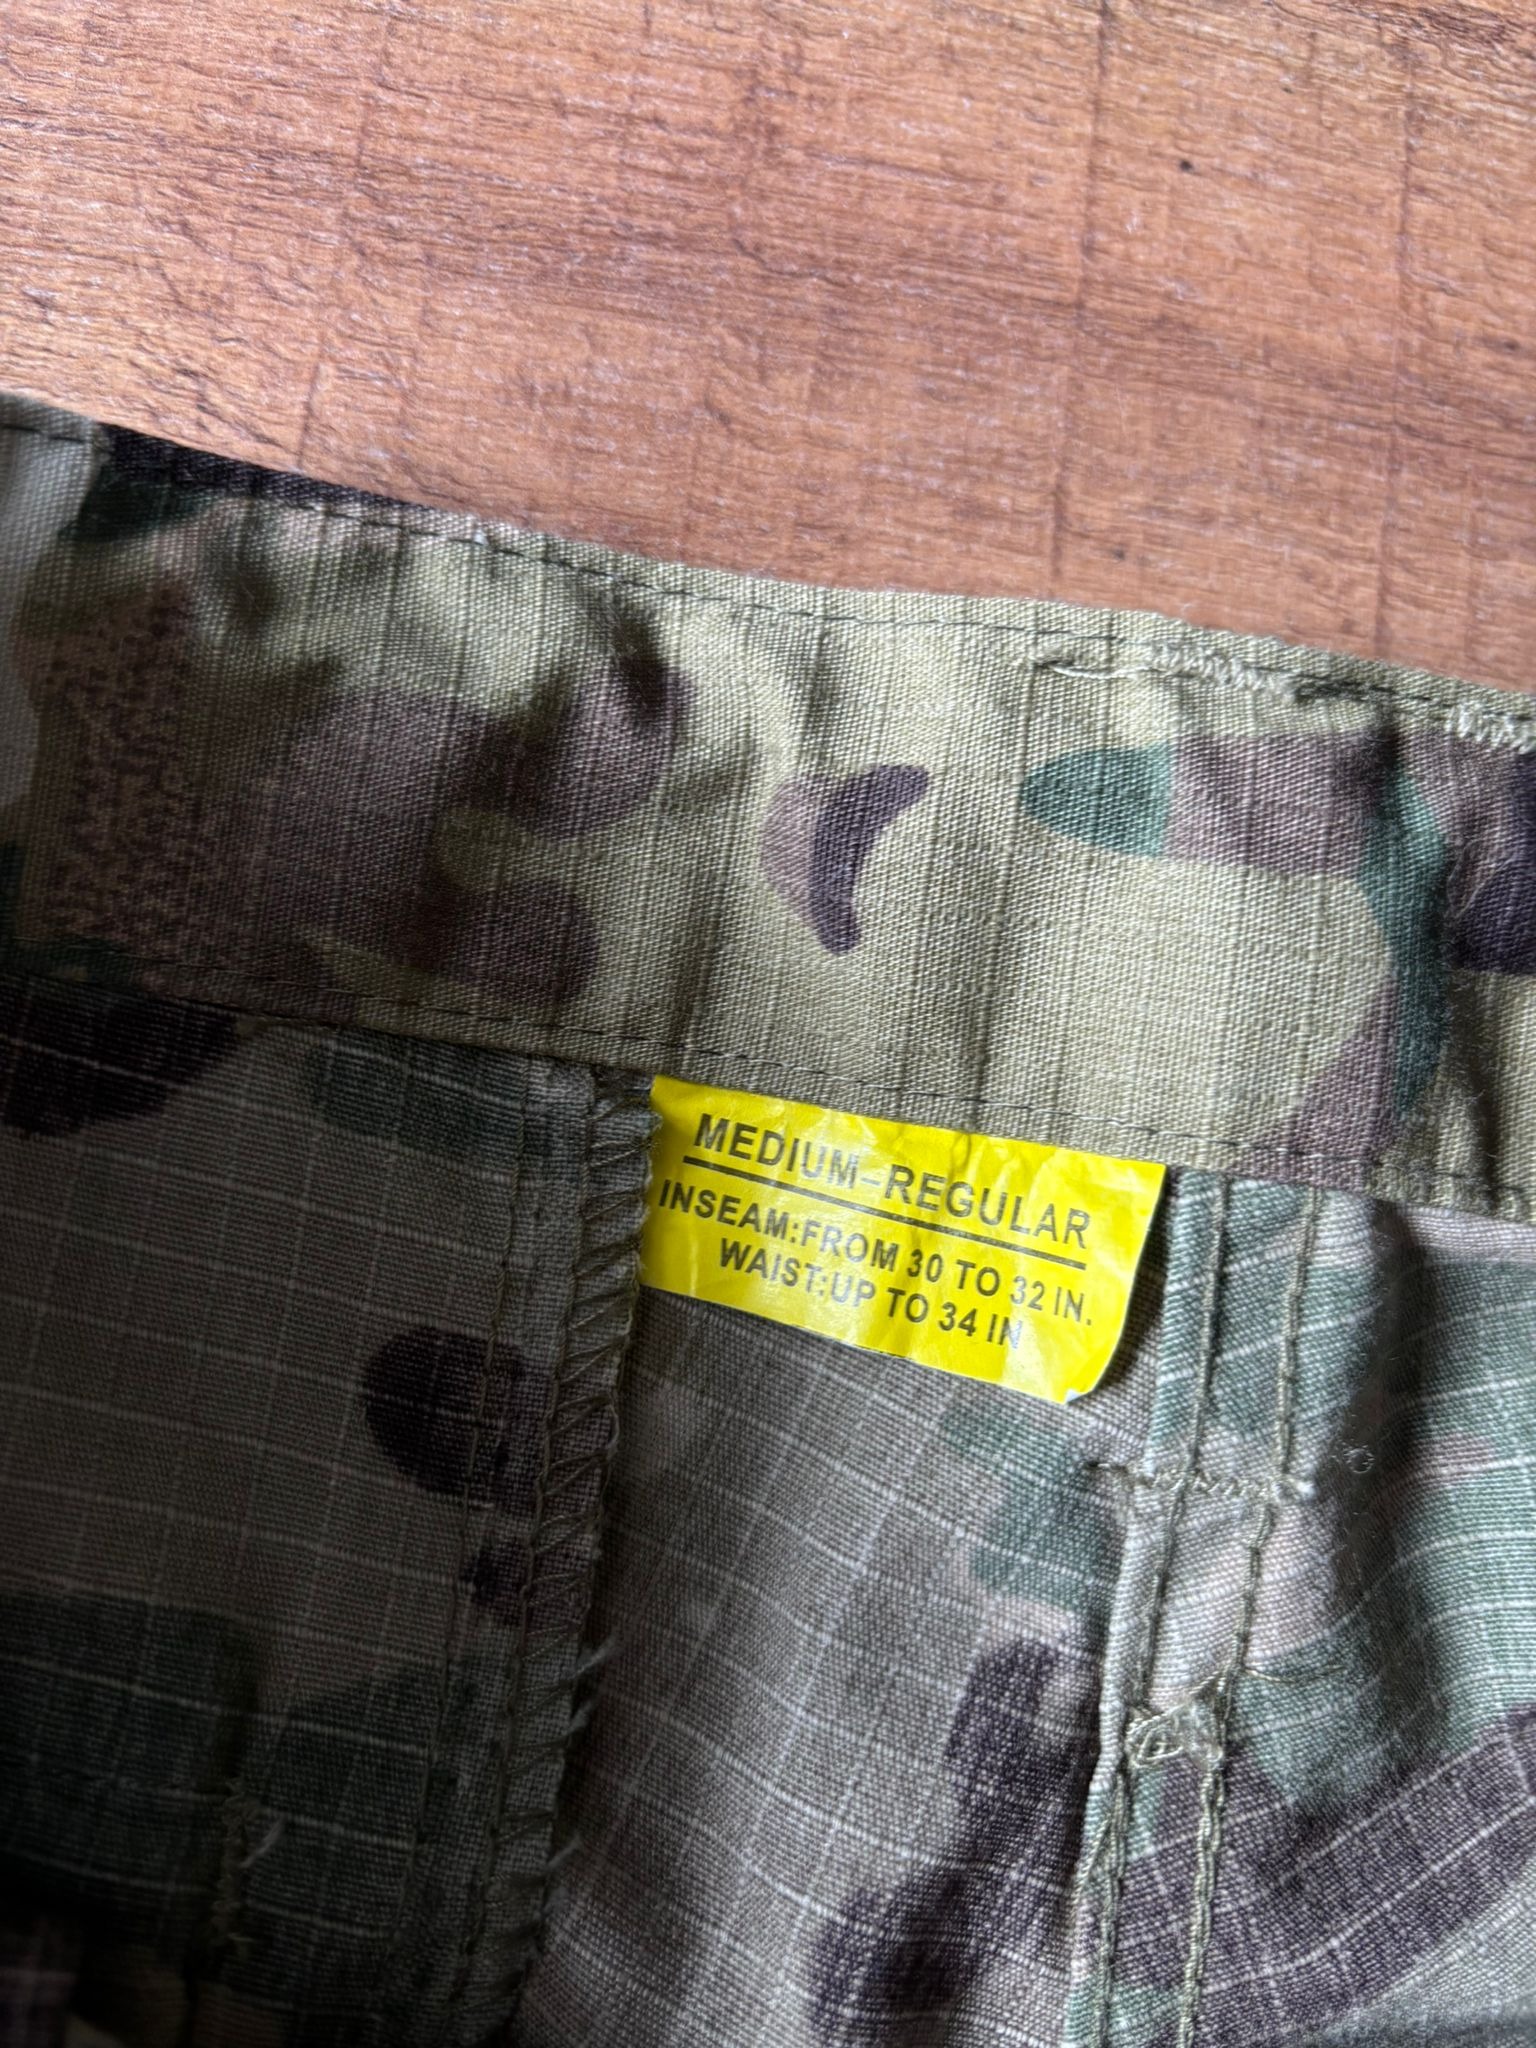 MEDIUM-REGULAR
INSEAM:FROM 30 TO 32 IN.
WAIST:UP TO 34 IN